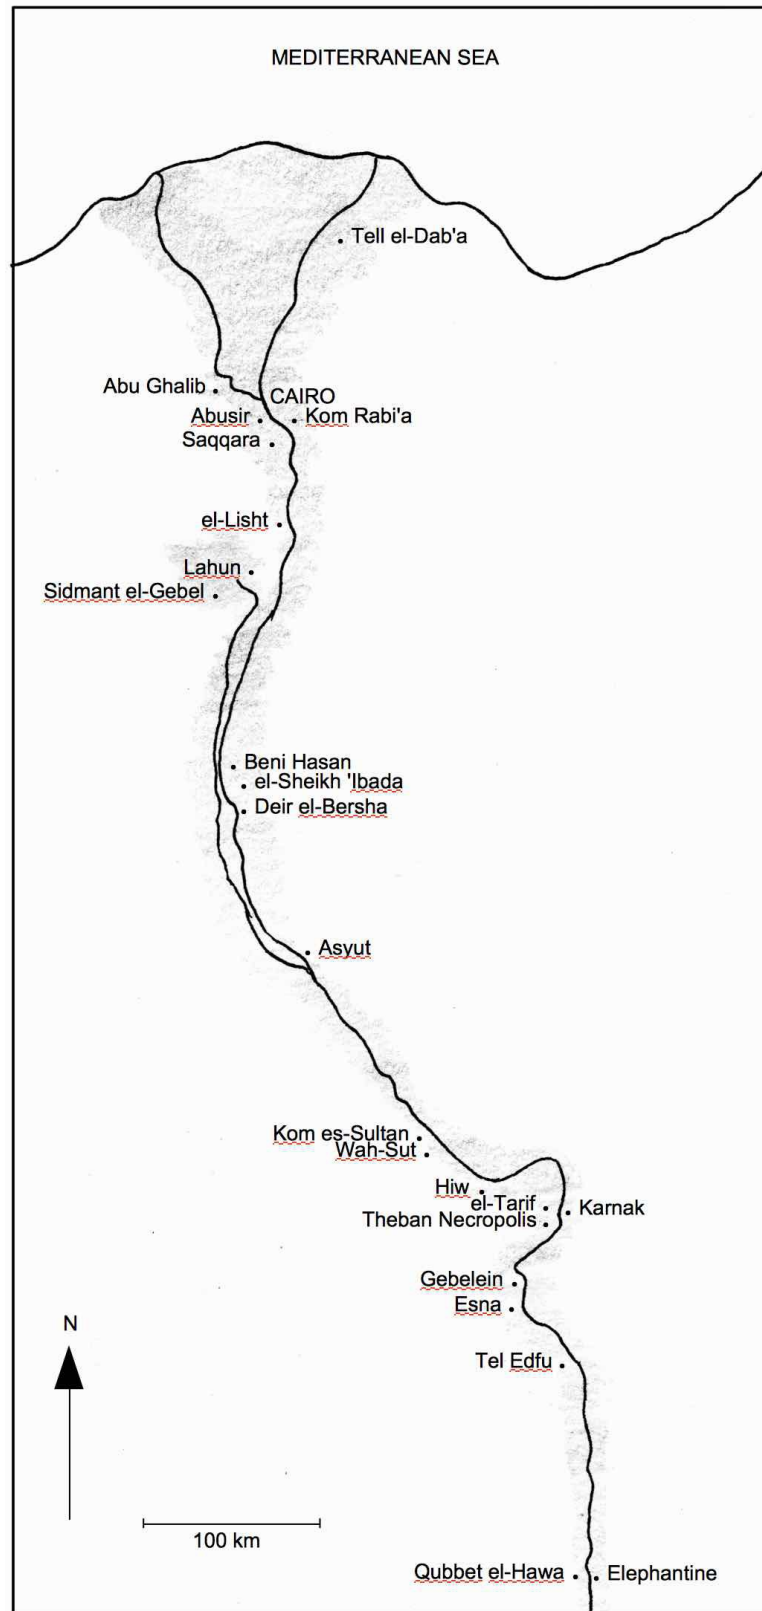 MEDITERRANEAN SEA
Tell el-Dab'a
Abu Ghalib
CAIRO
Abusir
Kom Rabi'a
Saqqara
el-Lisht
Lahun
Sidmant el-Gebel
Beni Hasan
el-Sheikh 'Ibada
Deir el-Bersha
Asyut
Kom es-Sultan
Wah-Sut
Hiw
el-Tarif
Karnak
Theban Necropolis
Gebelein
Esna
N
Tel Edfu
100 km
Qubbet el-Hawa
Elephantine